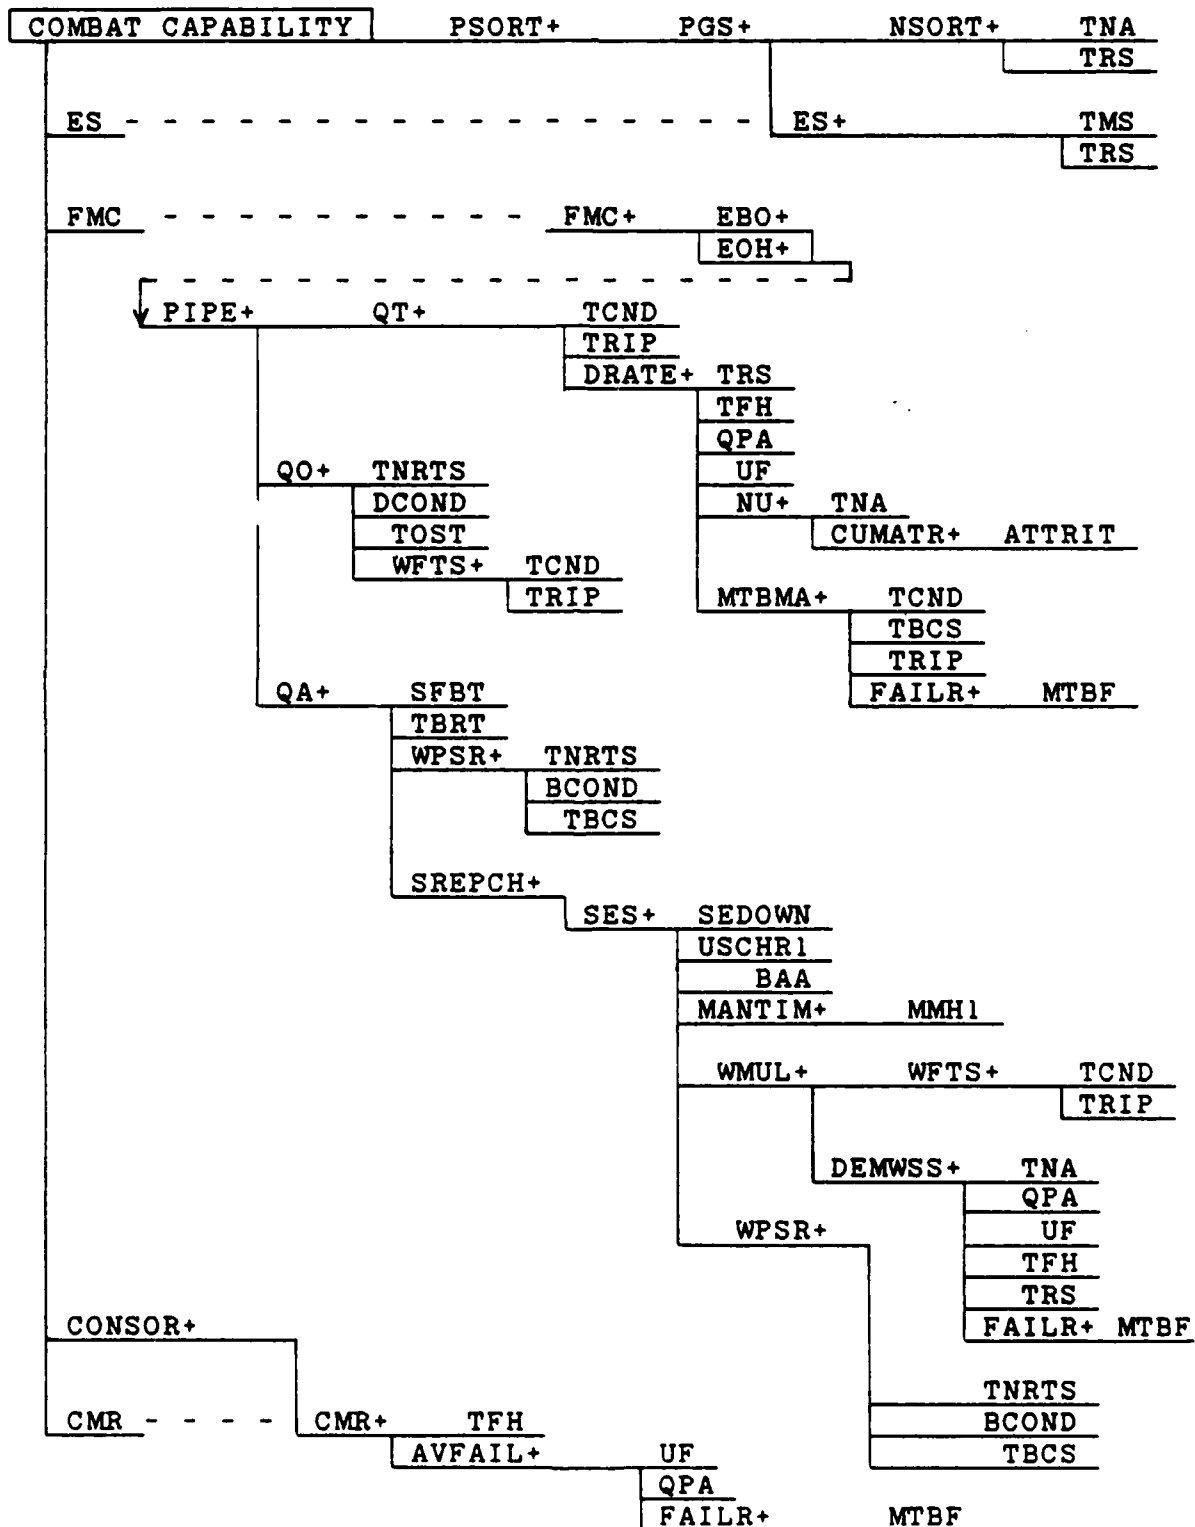 COMBAT CAPABILITY PSORT+ PGS+ NSORT+ TNA
TRS
ES ES+ TMS
TRS
FMC FMC+ EBO+
EOH+
PIPE+ QT+ TCND
TRIP
DRATE+ TRS
TFH
QPA
QO+ TNRTS UF
DCOND NU+ TNA
TOST CUMATR+ ATTRIT
WFTS+ TCND
TRIP MTBMA+ TCND
TBCS
TRIP
QA+ SFBT FAILR+ MTBF
TBRT
WPSR+ TNRTS
BCOND
TBCS
SREPCH+
SES+ SEDOWN
USCHR1
BAA
MANTIM+ MMH1
WMUL+ WFTS+ TCND
TRIP
DEMWSS+ TNA
QPA
WPSR+ UF
TFH
TRS
CONSOR+ FAILR+ MTBF
TNRTS
CMR CMR+ TFH BCOND
AVFAIL+ UF TBCS
QPA
FAILR+ MTBF